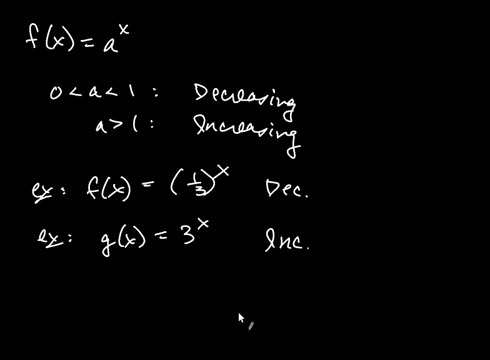 f(x) = a^x
0 < a < 1 : Decreasing
a > 1 : Increasing
ex: f(x) = (1/3)^x Dec.
ex: g(x) = 3^x Inc.